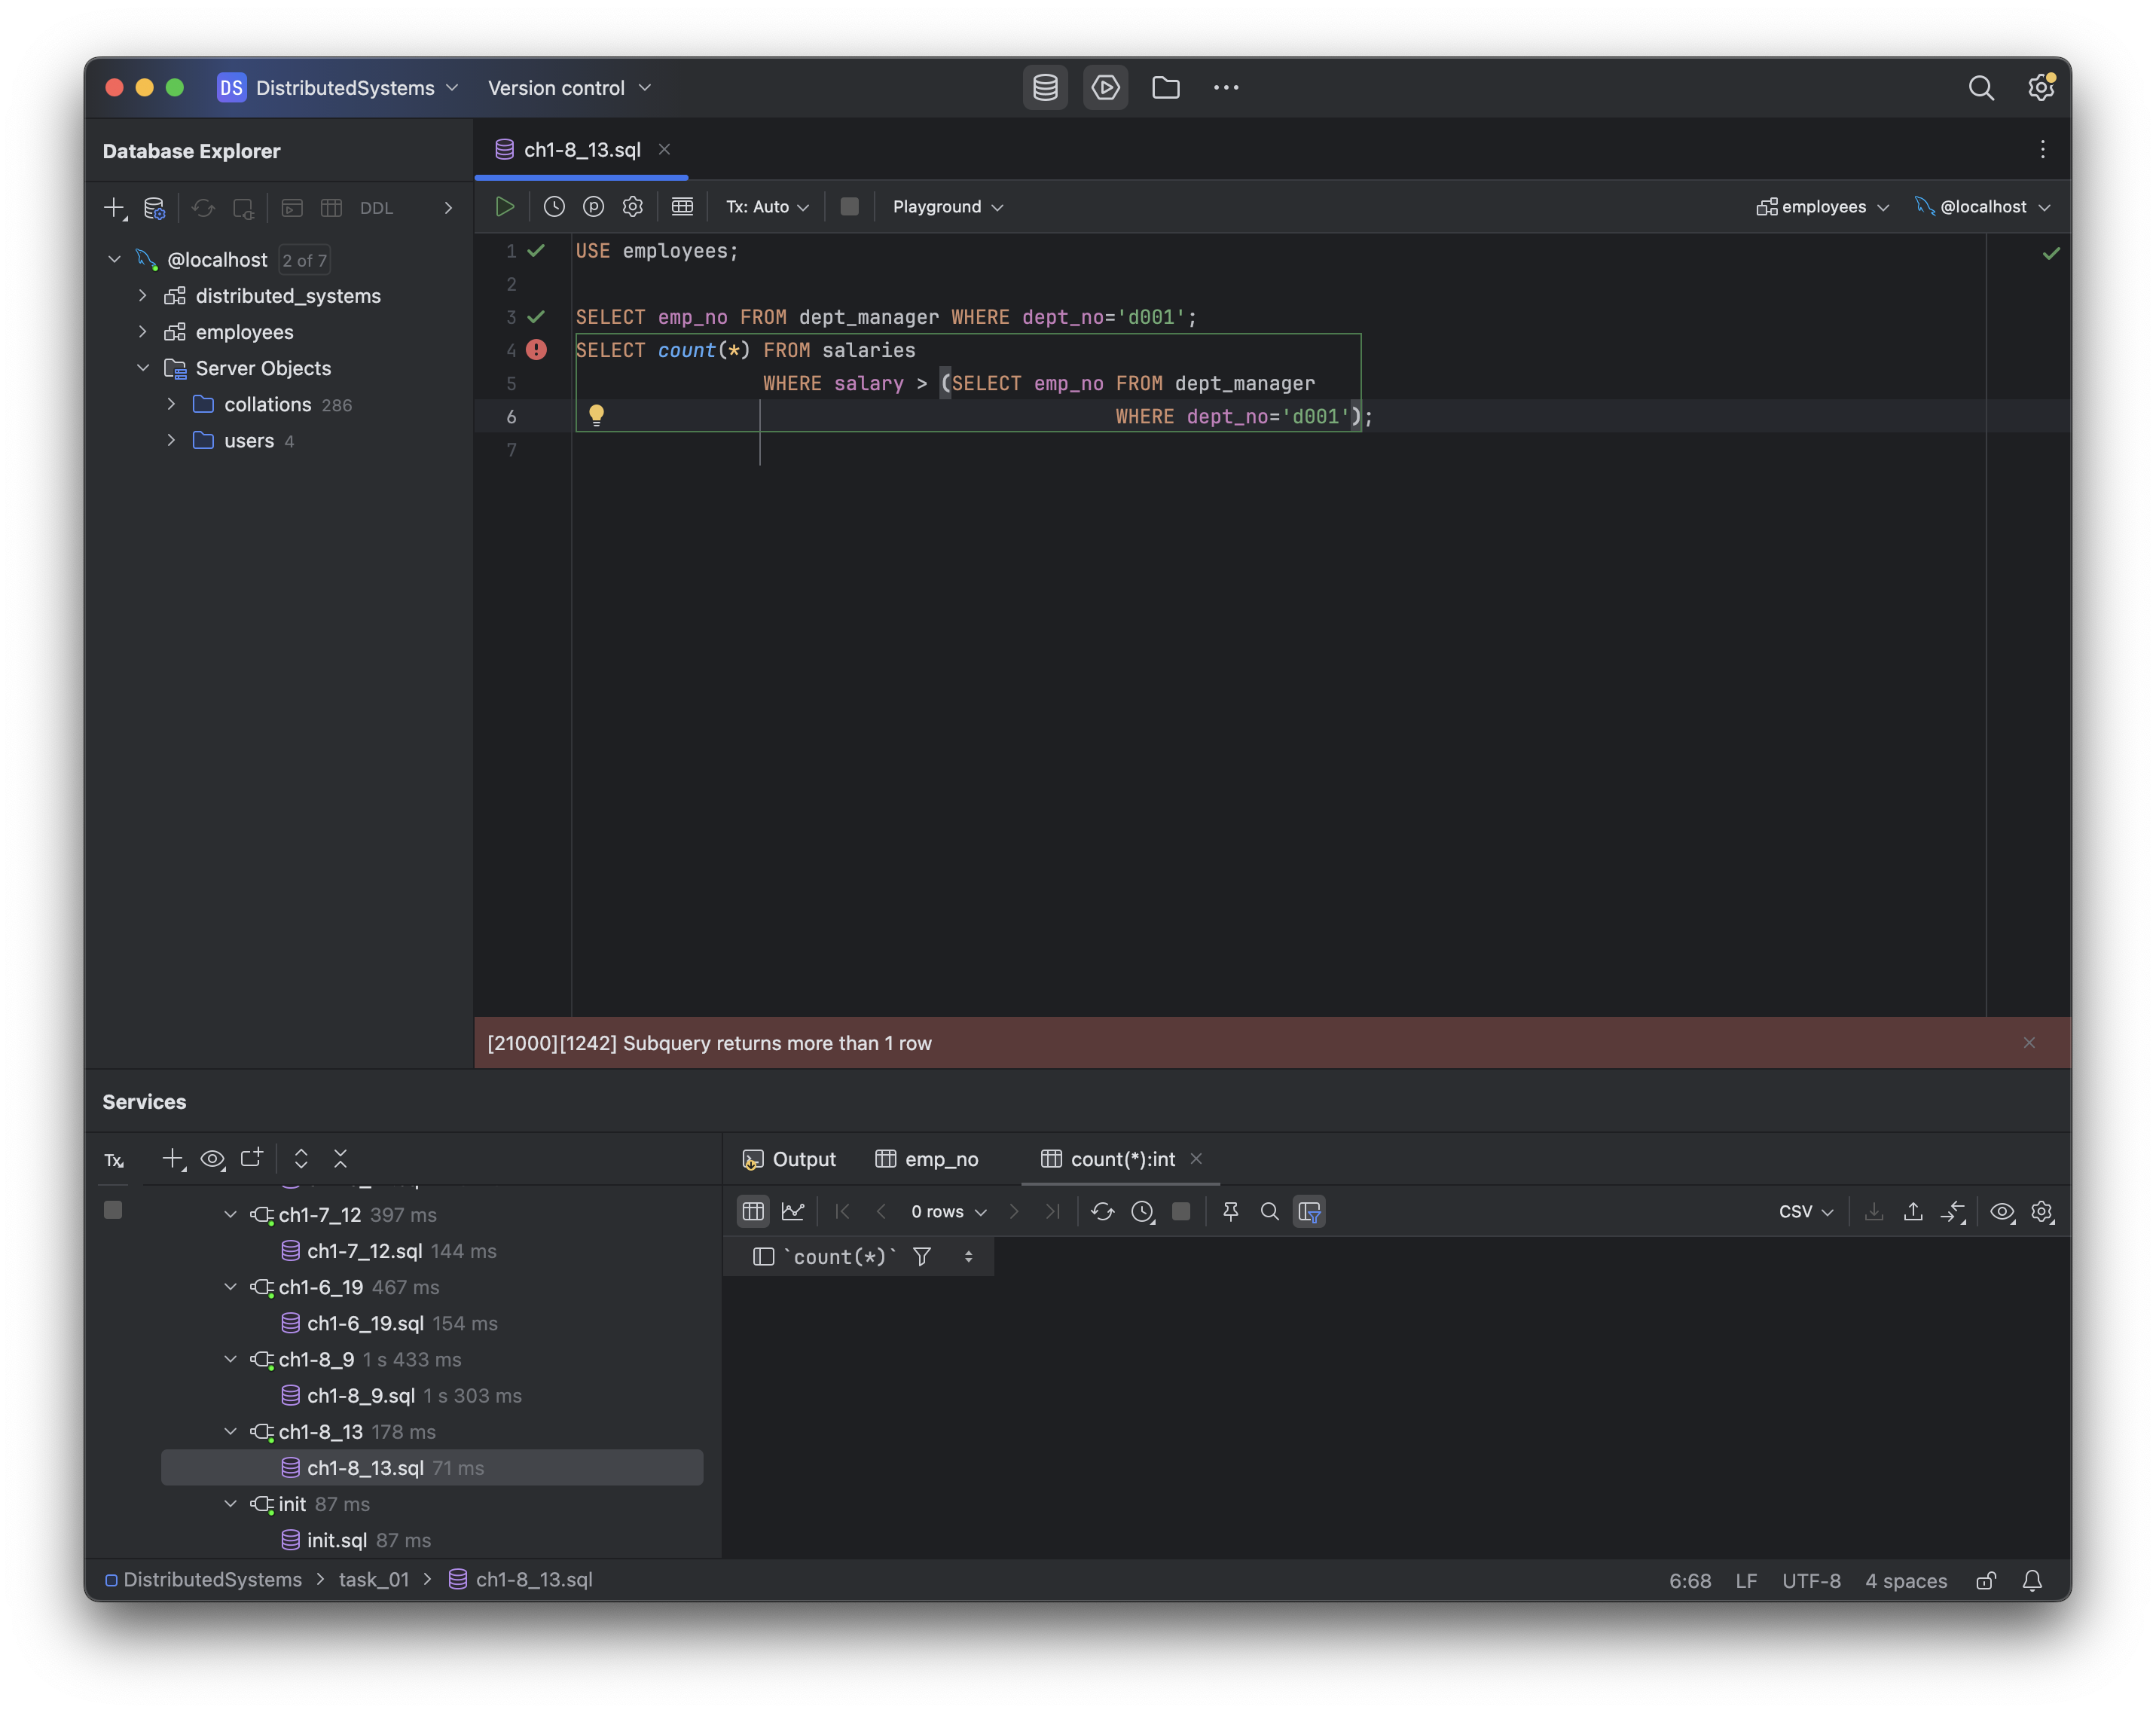 DS DistributedSystems Version control
Database Explorer
ch1-8_13.sql
DDL
Tx: Auto Playground employees @localhost
@localhost 2 of 7
distributed_systems
employees
Server Objects
collations 286
users 4
1 USE employees;
2
3 SELECT emp_no FROM dept_manager WHERE dept_no='d001';
4 SELECT count(*) FROM salaries
5 WHERE salary > (SELECT emp_no FROM dept_manager
6 WHERE dept_no='d001');
7
[21000][1242] Subquery returns more than 1 row
Services
Tx
ch1-7_12 397 ms
ch1-7_12.sql 144 ms
ch1-6_19 467 ms
ch1-6_19.sql 154 ms
ch1-8_9 1 s 433 ms
ch1-8_9.sql 1 s 303 ms
ch1-8_13 178 ms
ch1-8_13.sql 71 ms
init 87 ms
init.sql 87 ms
Output emp_no count(*):int
0 rows CSV
`count(*)`
DistributedSystems > task_01 > ch1-8_13.sql
6:68 LF UTF-8 4 spaces